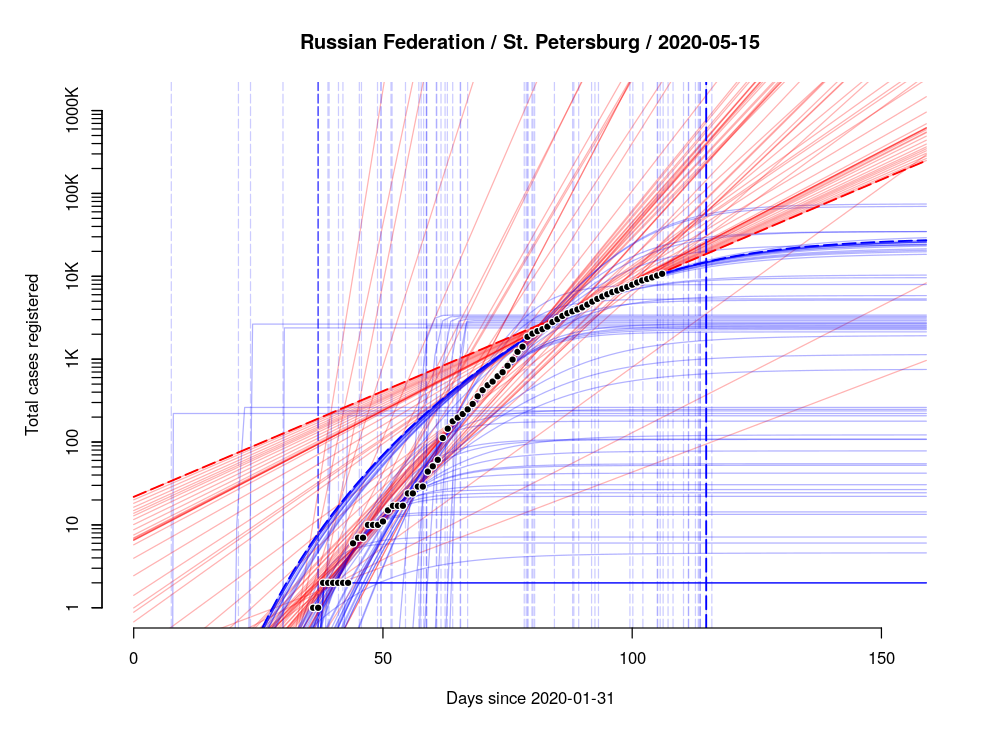 Russian Federation / St. Petersburg / 2020-05-15
Total cases registered
1000K
100K
10K
1K
100
10
1
0 50 100 150
Days since 2020-01-31